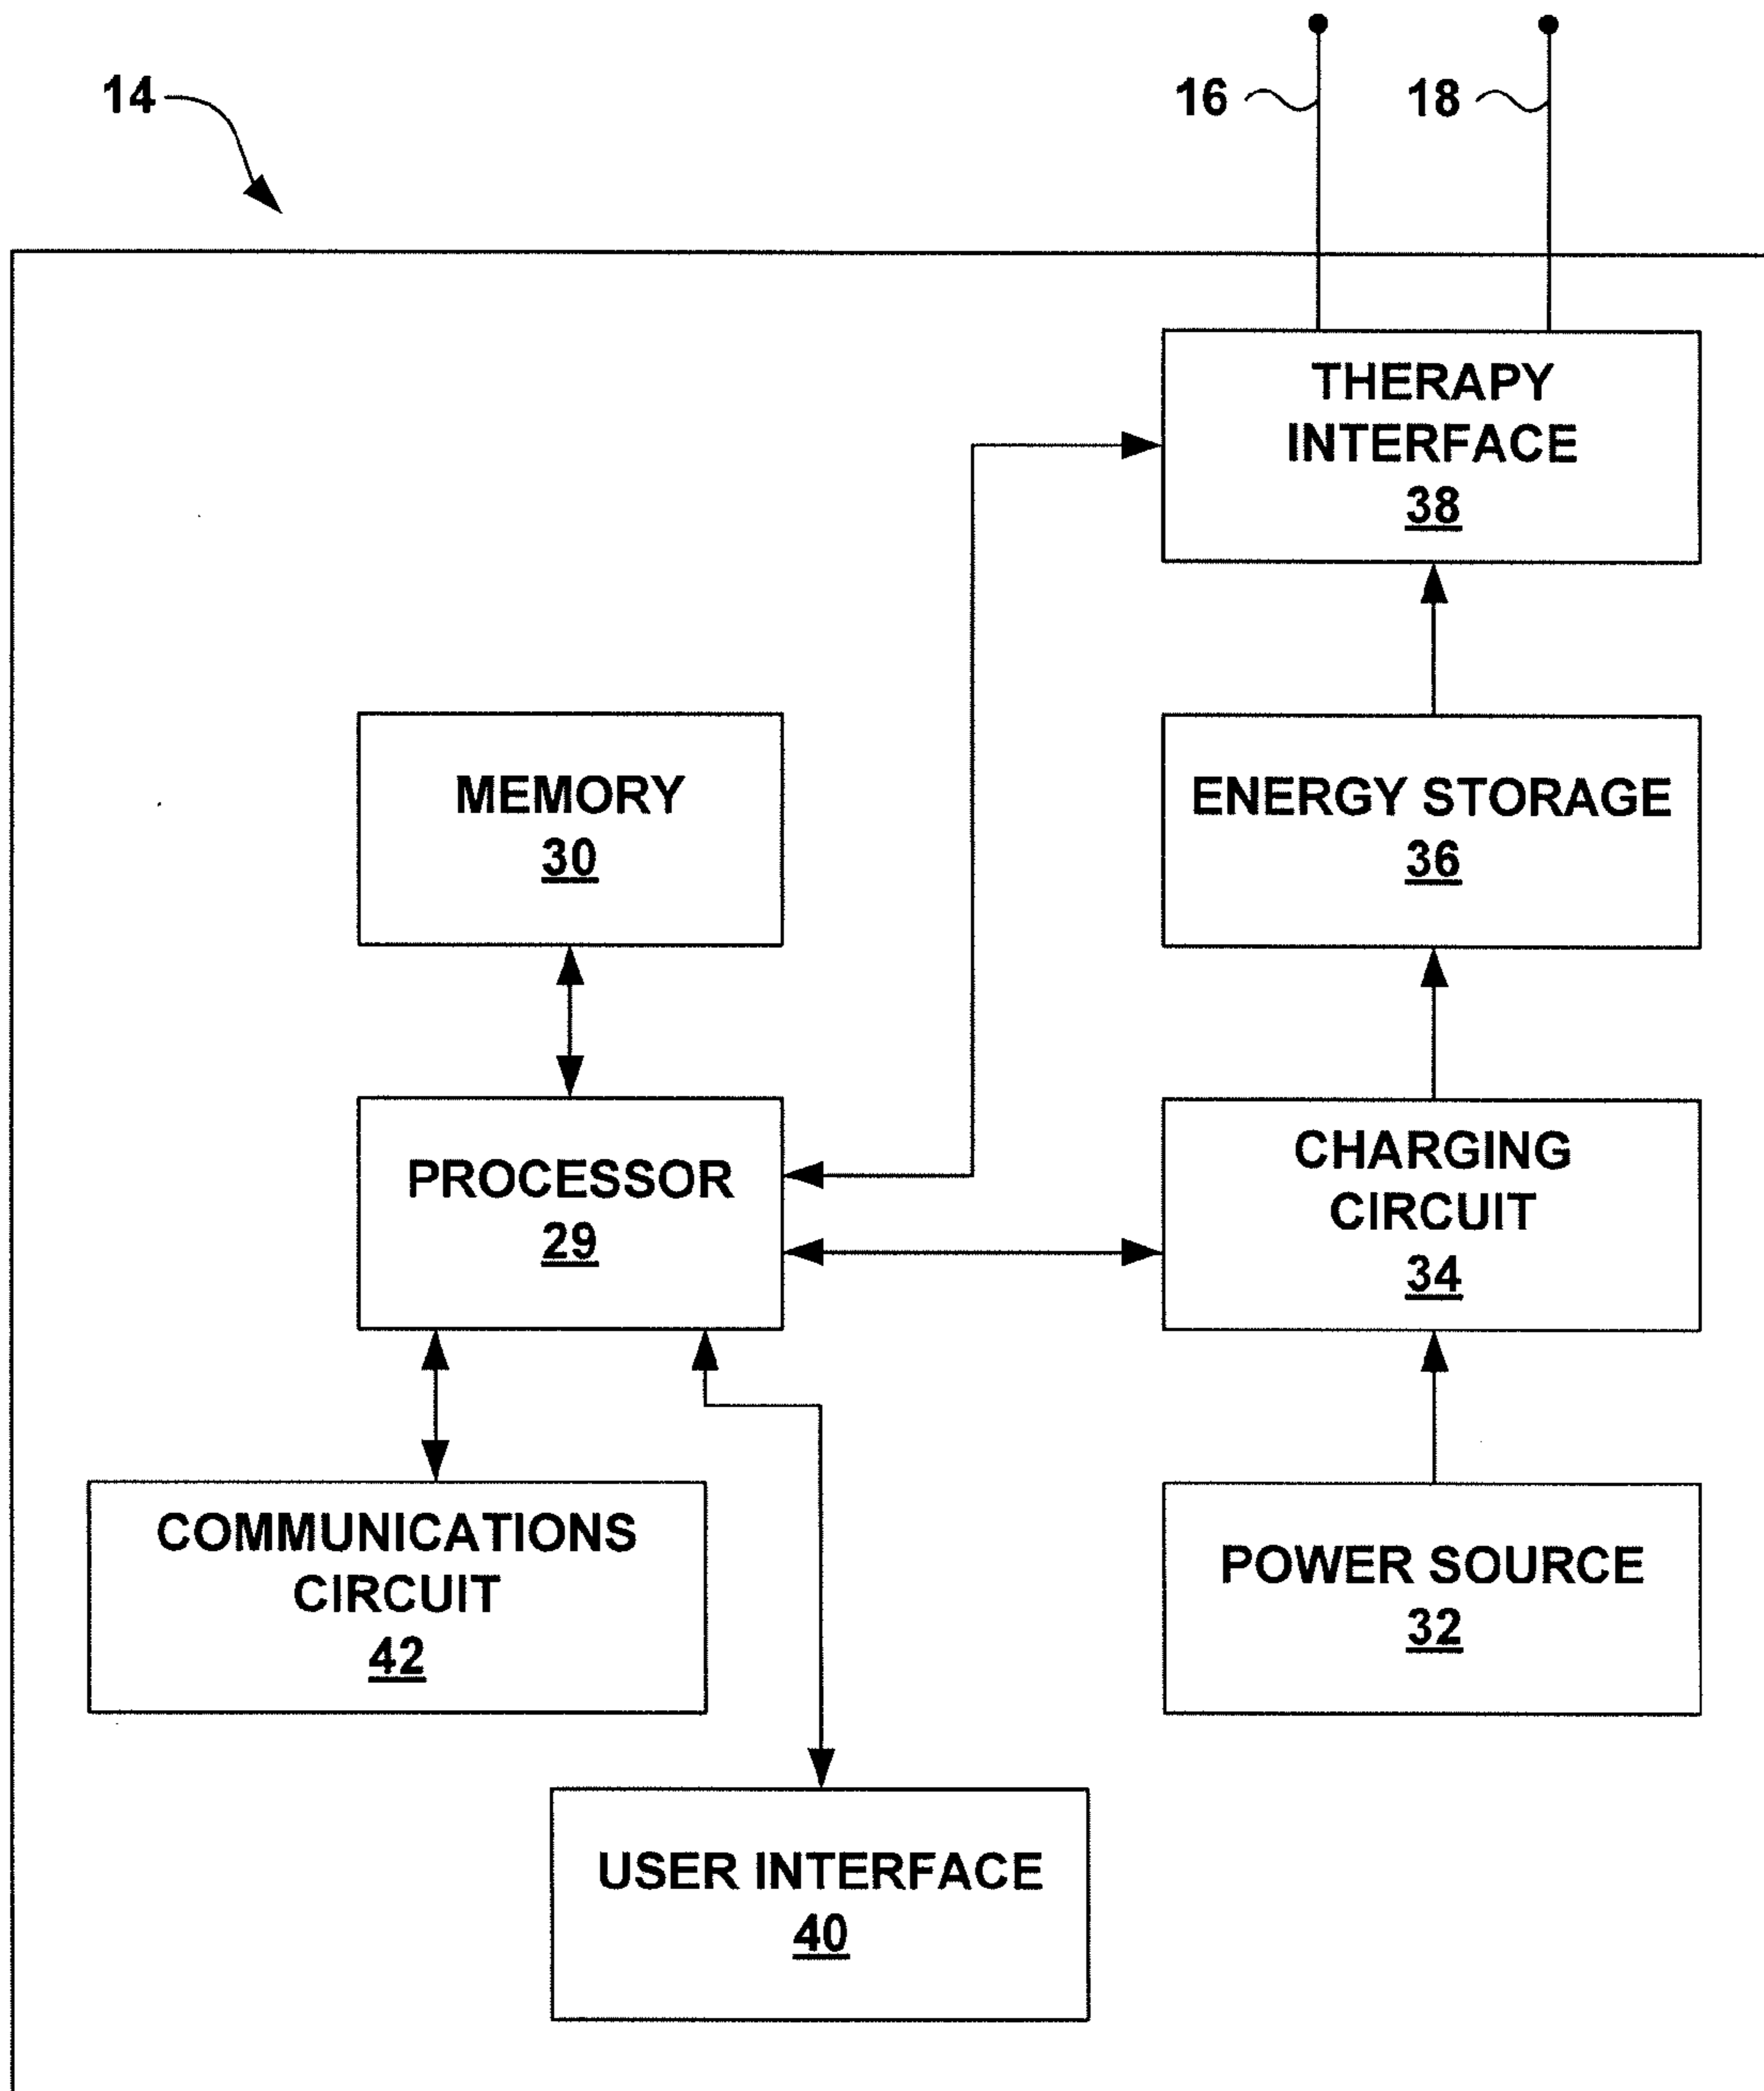 14
16
18
THERAPY
INTERFACE
38
MEMORY
30
ENERGY STORAGE
36
PROCESSOR
29
CHARGING
CIRCUIT
34
COMMUNICATIONS
CIRCUIT
42
POWER SOURCE
32
USER INTERFACE
40